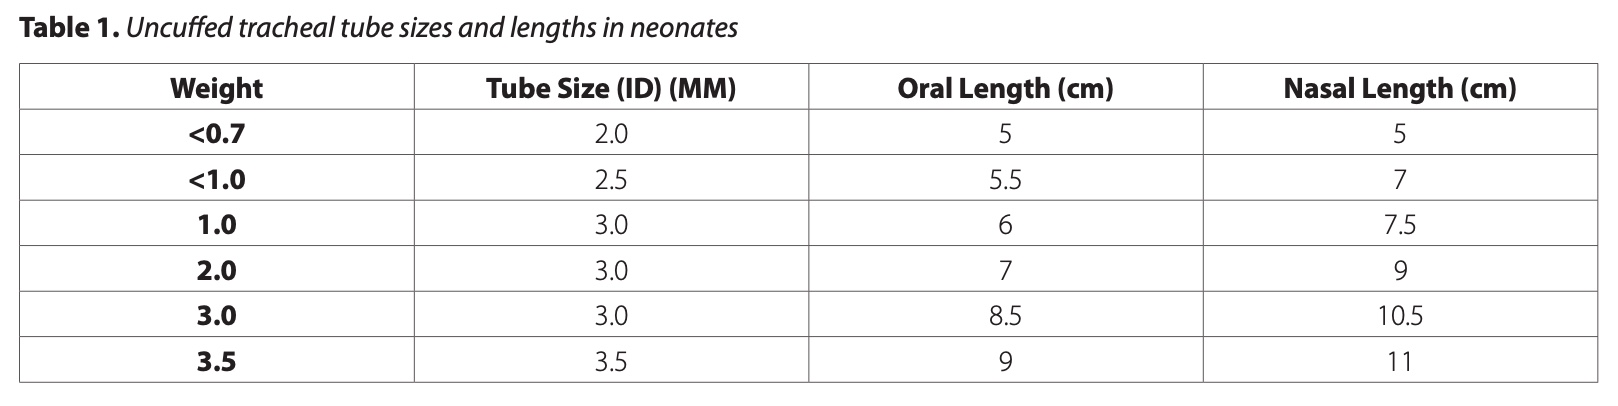 Table 1. Uncuffed tracheal tube sizes and lengths in neonates
Weight Tube Size (ID) (MM) Oral Length (cm) Nasal Length (cm)
<0.7 2.0 5 5
<1.0 2.5 5.5 7
1.0 3.0 6 7.5
2.0 3.0 7 9
3.0 3.0 8.5 10.5
3.5 3.5 9 11